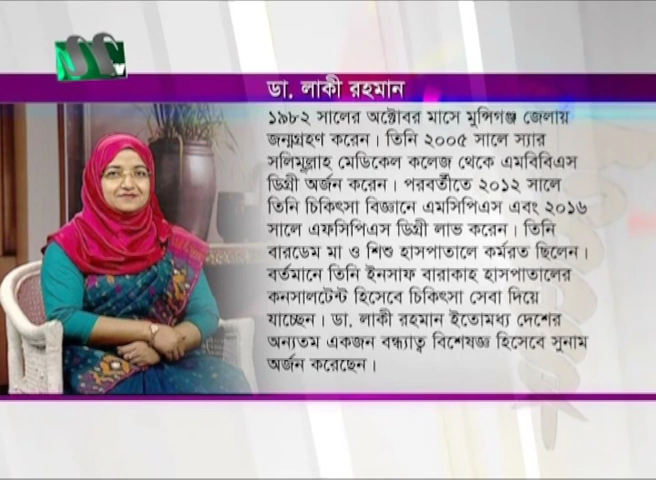 ডা. লাকী রহমান
১৯৮২ সালের অক্টোবর মাসে মুন্সিগঞ্জ জেলায়
জন্মগ্রহণ করেন। তিনি ২০০৫ সালে স্যার
সলিমুল্লাহ মেডিকেল কলেজ থেকে এমবিবিএস
ডিগ্রী অর্জন করেন। পরবর্তীতে ২০১২ সালে
তিনি চিকিৎসা বিজ্ঞানে এমসিপিএস এবং ২০১৬
সালে এফসিপিএস ডিগ্রী লাভ করেন। তিনি
বারডেম মা ও শিশু হাসপাতালে কর্মরত ছিলেন।
বর্তমানে তিনি ইনসাফ বারাকাহ হাসপাতালের
কনসালটেন্ট হিসেবে চিকিৎসা সেবা দিয়ে
যাচ্ছেন। ডা. লাকী রহমান ইতোমধ্য দেশের
অন্যতম একজন বন্ধ্যাত্ব বিশেষজ্ঞ হিসেবে সুনাম
অর্জন করেছেন।